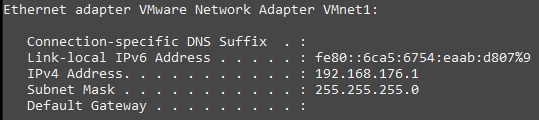 Ethernet adapter VMware Network Adapter VMnet1:
Connection-specific DNS Suffix  . :
Link-local IPv6 Address . . . . . : fe80::6ca5:6754:eaab:d807%9
IPv4 Address. . . . . . . . . . . : 192.168.176.1
Subnet Mask . . . . . . . . . . . : 255.255.255.0
Default Gateway . . . . . . . . . :